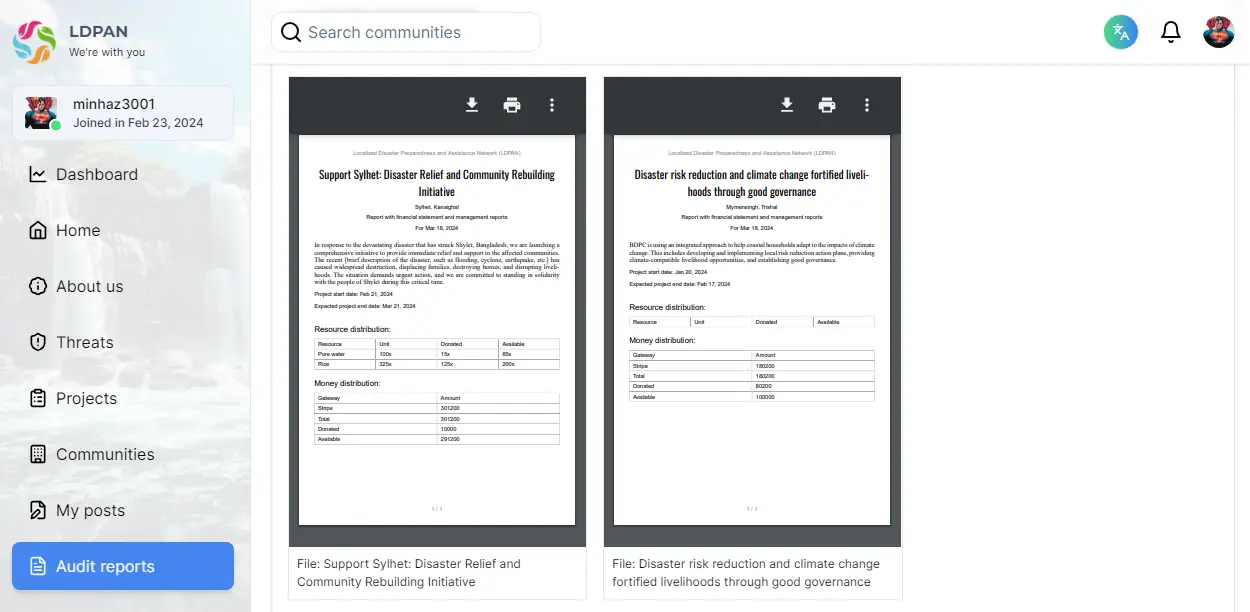 LDPAN
We're with you
Search communities
minhaz3001
Joined in Feb 23, 2024
Dashboard
Home
About us
Threats
Projects
Communities
My posts
Audit reports
Localized Disaster Preparedness and Assistance Network (LDPAN)
Support Sylhet: Disaster Relief and Community Rebuilding
Initiative
Sylhet, Kanaighat
Report with financial statement and management reports
For Mar 18, 2024
In response to the devastating disaster that has struck Shylet, Bangladesh, we are launching a
comprehensive initiative to provide immediate relief and support to the affected communities.
The recent [brief description of the disaster, such as flooding, cyclone, earthquake, etc.] has
caused widespread destruction, displacing families, destroying homes, and disrupting liveli-
hoods. The situation demands urgent action, and we are committed to standing in solidarity
with the people of Shylet during this critical time.
Project start date: Feb 21, 2024
Expected project end date: Mar 21, 2024
Resource distribution:
Resource Unit Donated Available
Pure water 100x 15x 85x
Rice 325x 125x 200x
Money distribution:
Gateway Amount
Stripe 301200
Total 301200
Donated 10000
Available 291200
1 / 1
File: Support Sylhet: Disaster Relief and
Community Rebuilding Initiative
Localized Disaster Preparedness and Assistance Network (LDPAN)
Disaster risk reduction and climate change fortified liveli-
hoods through good governance
Mymensingh, Trishal
Report with financial statement and management reports
For Mar 18, 2024
BDPC is using an integrated approach to help coastal households adapt to the impacts of climate
change. This includes developing and implementing local risk reduction action plans, providing
climate-compatible livelihood opportunities, and establishing good governance.
Project start date: Jan 20, 2024
Expected project end date: Feb 17, 2024
Resource distribution:
Resource Unit Donated Available
Money distribution:
Gateway Amount
Stripe 180200
Total 180200
Donated 80200
Available 100000
1 / 1
File: Disaster risk reduction and climate change
fortified livelihoods through good governance